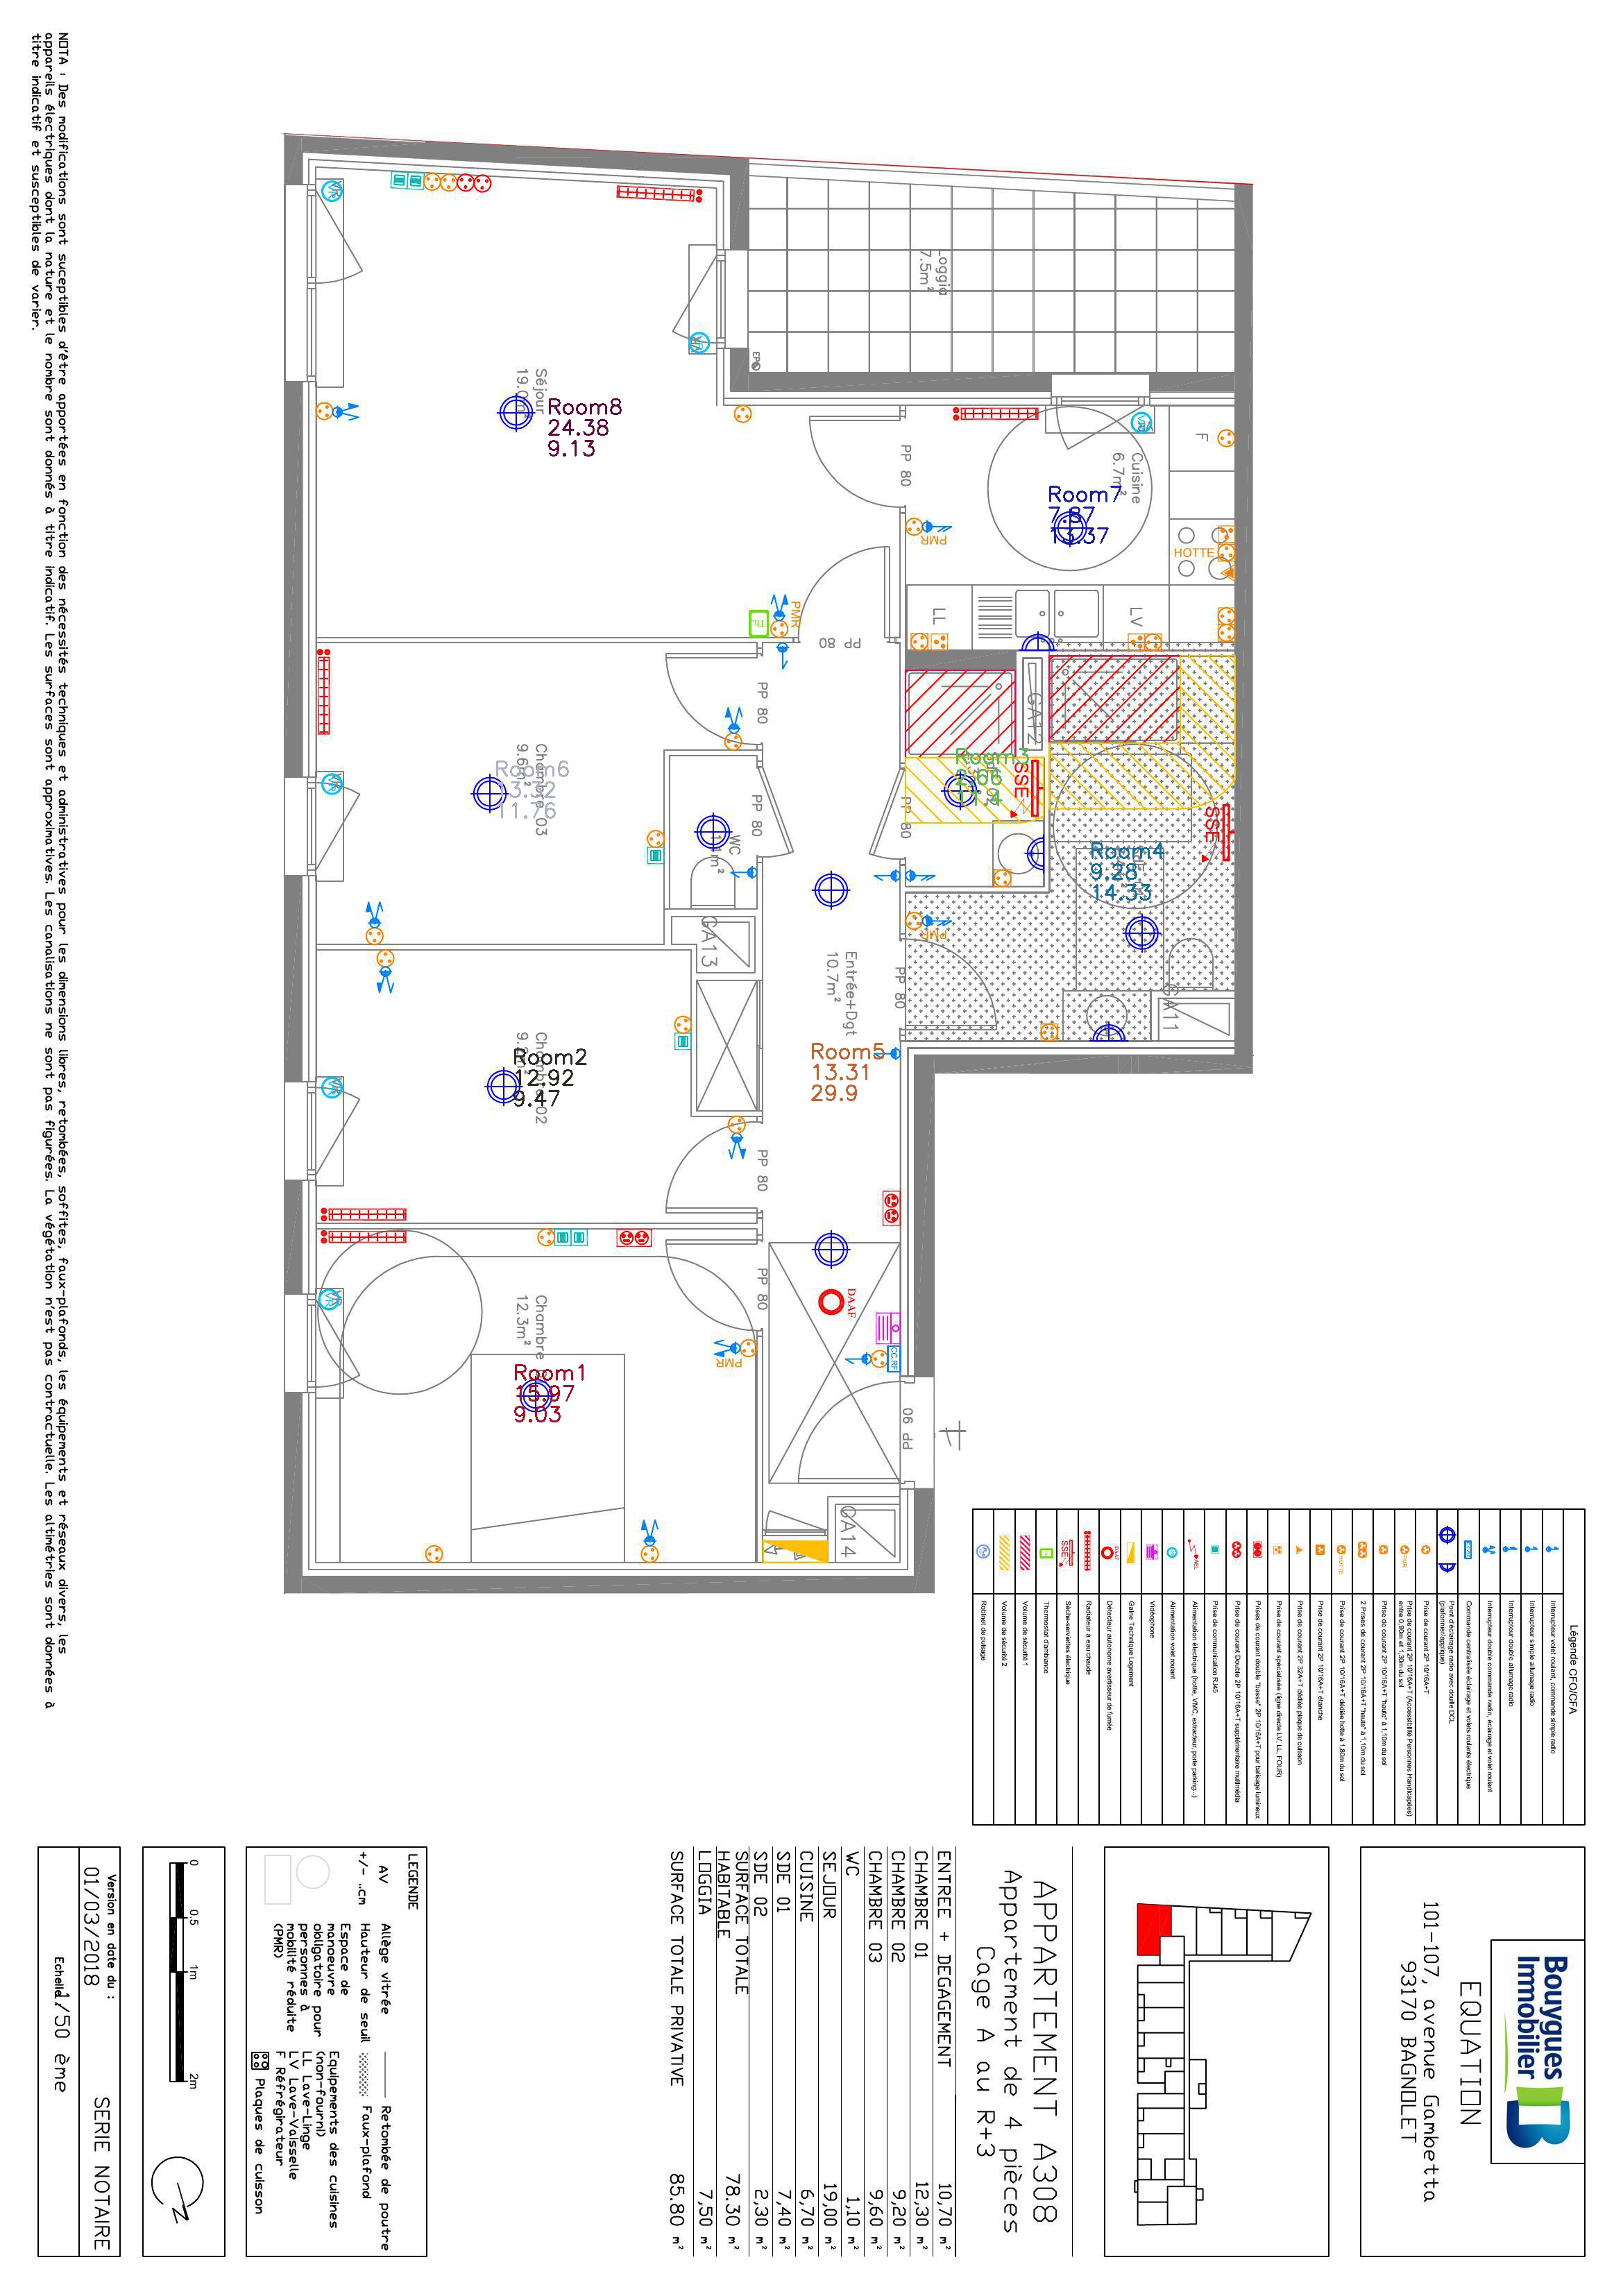 NOTA : Des modifications sont suceptibles d'être apportées en fonction des nécessités techniques et administratives pour les dimensions libres, retombées, soffites, faux-plafonds, les équipements et réseaux divers, les
appareils électriques dont la nature et le nombre sont donnés à titre indicatif. Les surfaces sont approximatives. Les canalisations ne sont pas figurées. La végétation n'est pas contractuelle. Les altimétries sont données à
titre indicatif et susceptibles de varier.
Loggia
7.5m²
EP
Séjour
Room8
24.38
9.13
PP 80
Cuisine
6.7m²
Room7
7.87
13.37
F
HOTTE
PMR
LL
LV
PMR
Th
PP 80
PP 80
GA12
Chambre 03
9.6m²
Room6
13.32
11.76
PP 80
WC
PP 80
Room3
SSE
SSE
Room4
9.28
14.33
PMR
GA13
PP 80
GA11
Entrée+Dgt
10.7m²
Room5
13.31
29.9
Room2
12.92
9.47
PP 80
PP 80
DAAF
CC.RF
PMR
Chambre
12.3m²
Room1
15.97
9.03
PP 90
GA14
Légende CFO/CFA
Interrupteur volet roulant, commande simple radio
Interrupteur simple allumage radio
Interrupteur double allumage radio
Interrupteur double commande radio, éclairage et volet roulant
Commande centralisée éclairage et volets roulants électrique
Point d'éclairage radio avec douille DCL
(plafonnier/applique)
Prise de courant 2P 10/16A+T
Prise de courant 2P 10/16A+T (Accessibilité Personnes Handicapées)
entre 0,90m et 1,30m du sol
Prise de courant 2P 10/16A+T "haute" à 1,10m du sol
2 Prises de courant 2P 10/16A+T "haute" à 1,10m du sol
Prise de courant 2P 10/16A+T dédiée hotte à 1,80m du sol
Prise de courant 2P 10/16A+T étanche
Prise de courant 2P 32A+T dédiée plaque de cuisson
Prise de courant spécialisée (ligne directe LV, LL, FOUR)
Prises de courant double "basse" 2P 10/16A+T pour balisage lumineux
Prise de courant Double 2P 10/16A+T supplémentaire multimédia
Prise de communication RJ45
Alimentation électrique (hotte, VMC, extracteur, porte parking...)
Alimentation volet roulant
Vidéophone
Gaine Technique Logement
Détecteur autonome avertisseur de fumée
Radiateur à eau chaude
Sèche-serviettes électrique
Thermostat d'ambiance
Volume de sécurité 1
Volume de sécurité 2
Robinet de puisage
Bouygues
Immobilier
EQUATION
101-107, avenue Gambetta
93170 BAGNOLET
APPARTEMENT A308
Appartement de 4 pièces
Cage A au R+3
ENTREE + DEGAGEMENT 10,70 m²
CHAMBRE 01 12,30 m²
CHAMBRE 02 9,20 m²
CHAMBRE 03 9,60 m²
WC 1,10 m²
SEJOUR 19,00 m²
CUISINE 6,70 m²
SDE 01 7,40 m²
SDE 02 2,30 m²
SURFACE TOTALE
HABITABLE 78.30 m²
LOGGIA 7,50 m²
SURFACE TOTALE PRIVATIVE 85.80 m²
LEGENDE
AV Allège vitrée
+/- ..cm Hauteur de seuil
Espace de
manoeuvre
obligatoire pour
personnes à
mobilité réduite
(PMR)
Retombée de poutre
Faux-plafond
Equipements des cuisines
(non-fourni)
LL Lave-Linge
LV Lave-Vaisselle
F Réfrigérateur
Plaques de cuisson
0 0.5 1m 2m
Z
Version en date du :
01/03/2018
SERIE NOTAIRE
Echelle 1/50 ème